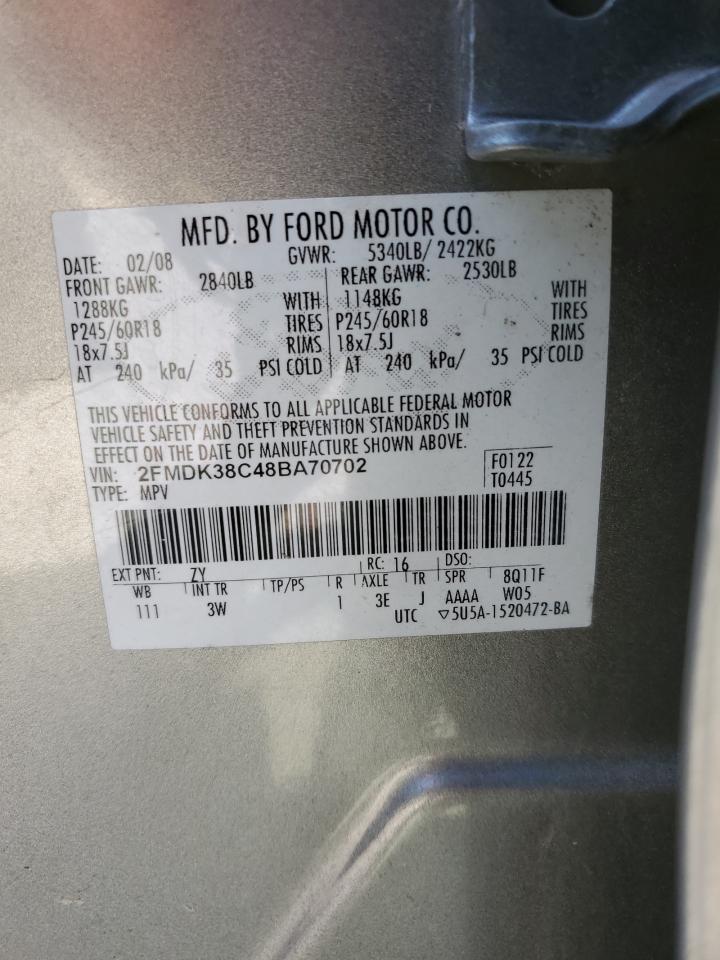 MFD. BY FORD MOTOR CO.
DATE: 02/08 GVWR: 5340LB/ 2422KG
FRONT GAWR: 2840LB REAR GAWR: 2530LB
1288KG WITH 1148KG WITH
P245/60R18 TIRES P245/60R18 TIRES
18x7.5J RIMS 18x7.5J RIMS
AT 240 kPa/ 35 PSI COLD AT 240 kPa/ 35 PSI COLD
THIS VEHICLE CONFORMS TO ALL APPLICABLE FEDERAL MOTOR
VEHICLE SAFETY AND THEFT PREVENTION STANDARDS IN
EFFECT ON THE DATE OF MANUFACTURE SHOWN ABOVE.
VIN: 2FMDK38C48BA70702 F0122
TYPE: MPV T0445
EXT PNT: ZY RC: 16 DSO:
WB INT TR TP/PS R AXLE TR SPR 8Q11F
111 3W 1 3E J AAAA W05
UTC ▽5U5A-1520472-BA